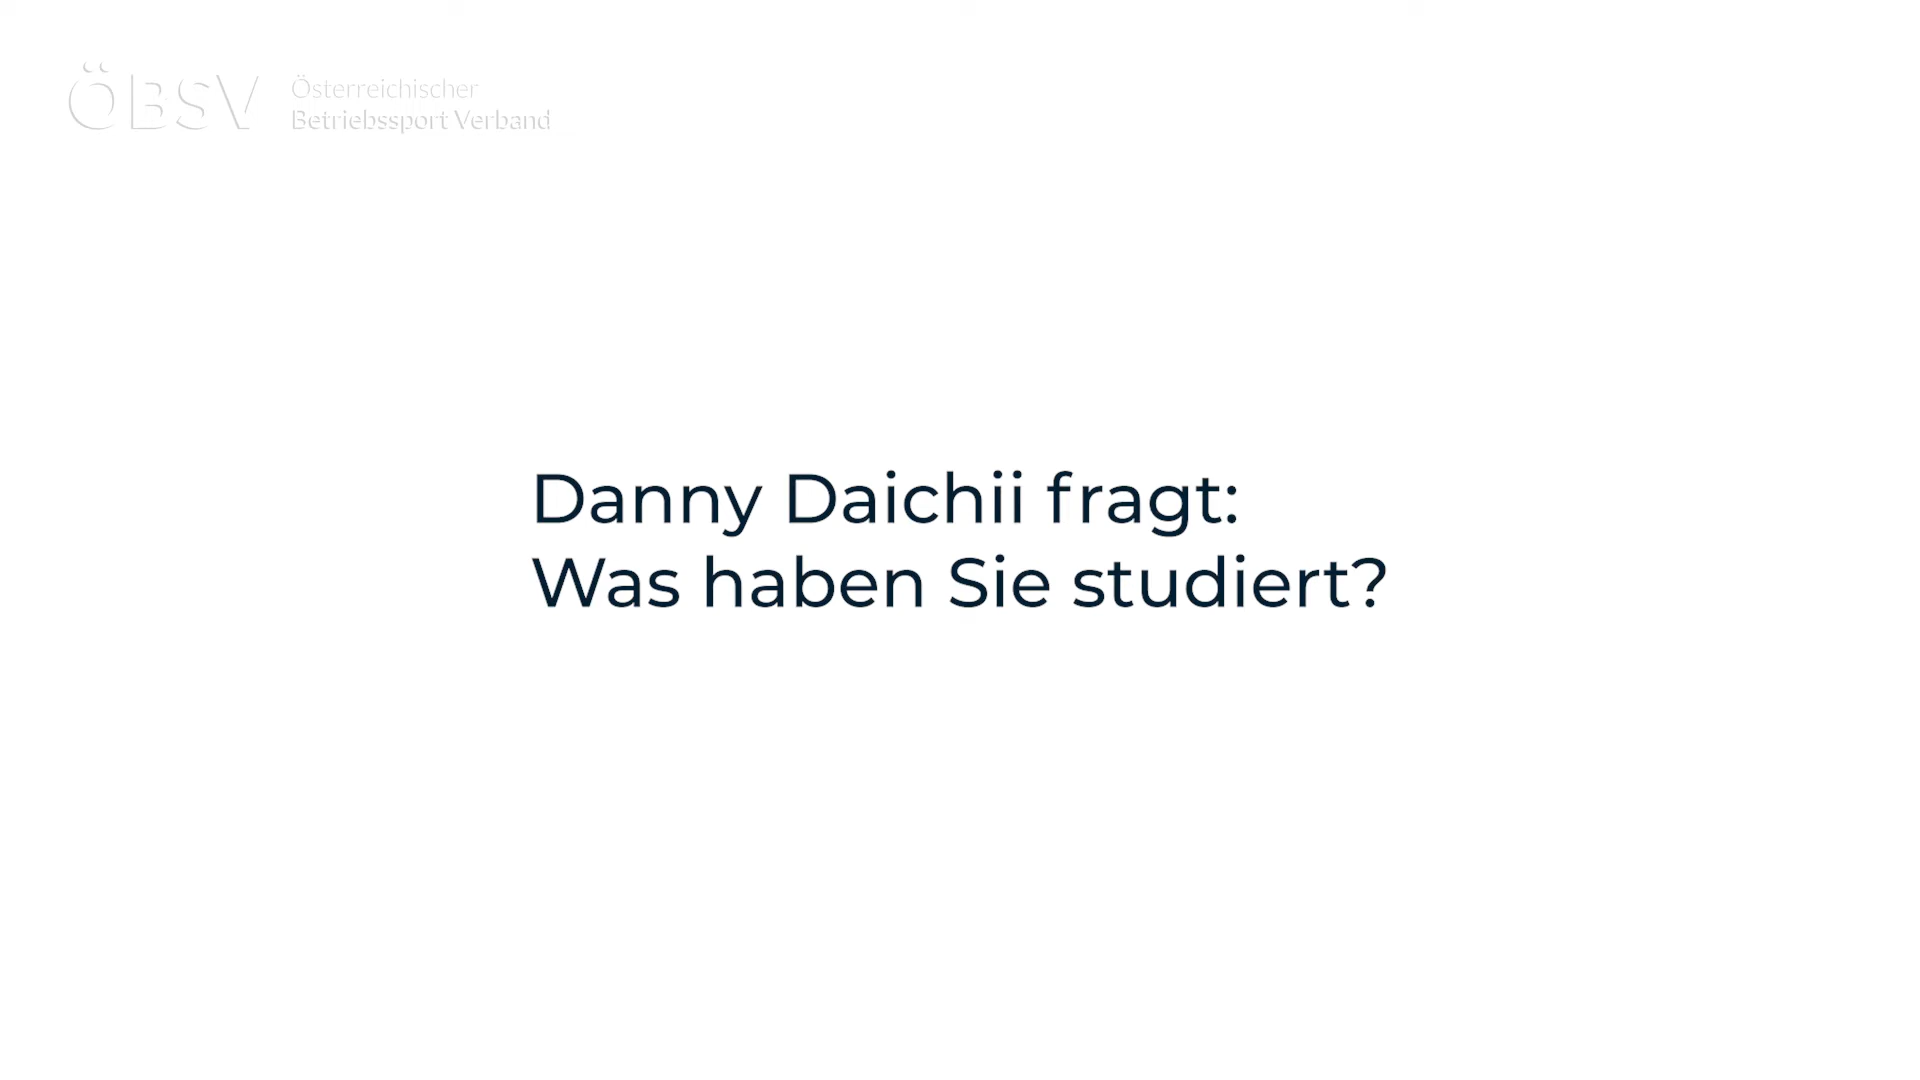 ÖBSV
Österreichischer
Betriebssport Verband
Danny Daichii fragt:
Was haben Sie studiert?